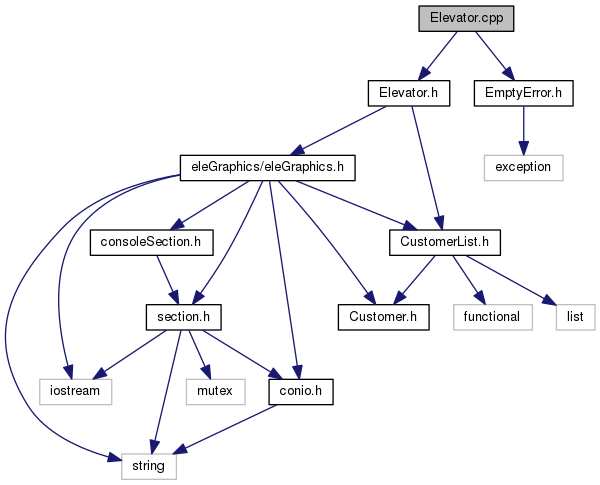 Elevator.cpp
Elevator.h
EmptyError.h
eleGraphics/eleGraphics.h
exception
consoleSection.h
CustomerList.h
section.h
Customer.h
functional
list
iostream
mutex
conio.h
string